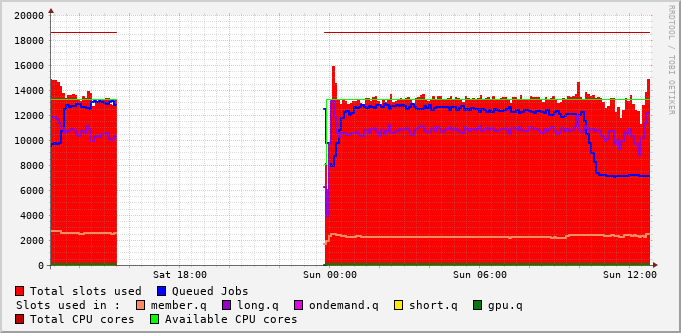 20000
18000
16000
14000
12000
10000
8000
6000
4000
2000
0
Sat 18:00 Sun 00:00 Sun 06:00 Sun 12:00
RRDTOOL / TOBI OETIKER
Total slots used Queued Jobs
Slots used in : member.q long.q ondemand.q short.q gpu.q
Total CPU cores Available CPU cores